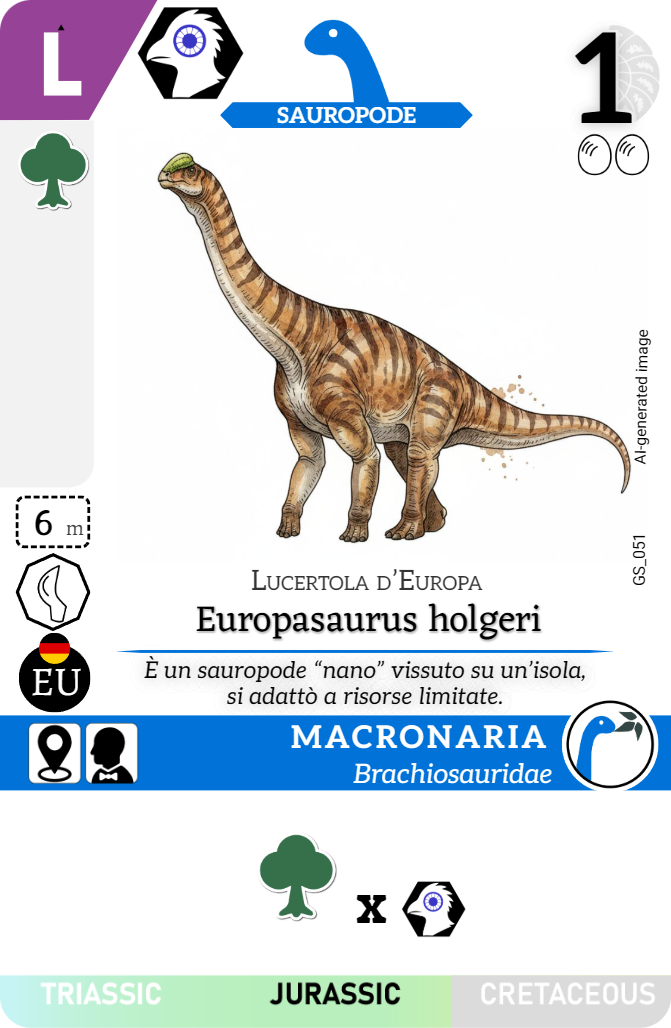 L
SAUROPODE
1
AI-generated image
6 m
GS_051
Lucertola d'Europa
Europasaurus holgeri
EU
È un sauropode “nano” vissuto su un'isola,
si adattò a risorse limitate.
MACRONARIA
Brachiosauridae
x
TRIASSIC JURASSIC CRETACEOUS